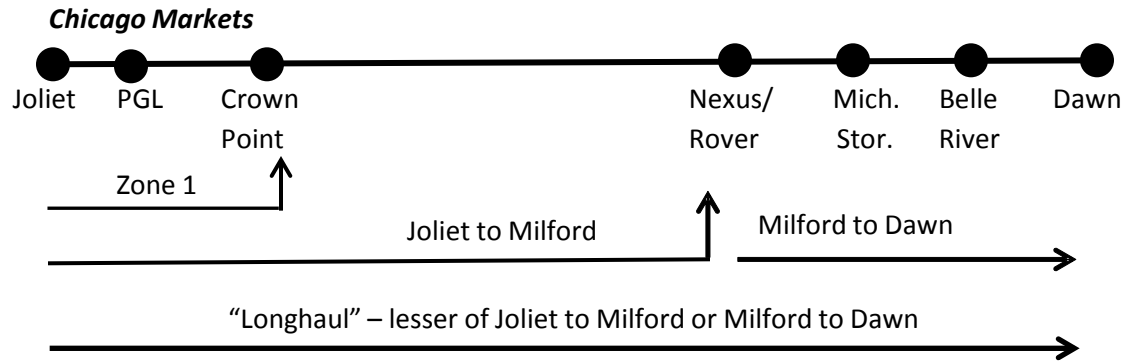 Chicago Markets
Joliet PGL Crown Nexus/ Mich. Belle Dawn
Point Rover Stor. River
Zone 1
Joliet to Milford Milford to Dawn
“Longhaul” – lesser of Joliet to Milford or Milford to Dawn